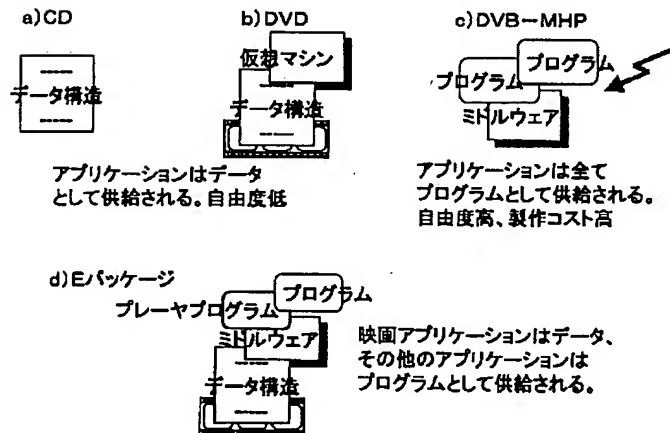 a)CD
b)DVD
c)DVB－MHP
データ構造
仮想マシン
データ構造
プログラム
プログラム
ミドルウェア
アプリケーションはデータ
として供給される。自由度低
アプリケーションは全て
プログラムとして供給される。
自由度高、製作コスト高
d)Eパッケージ
プログラム
プレーヤプログラム
ミドルウェア
データ構造
映画アプリケーションはデータ、
その他のアプリケーションは
プログラムとして供給される。